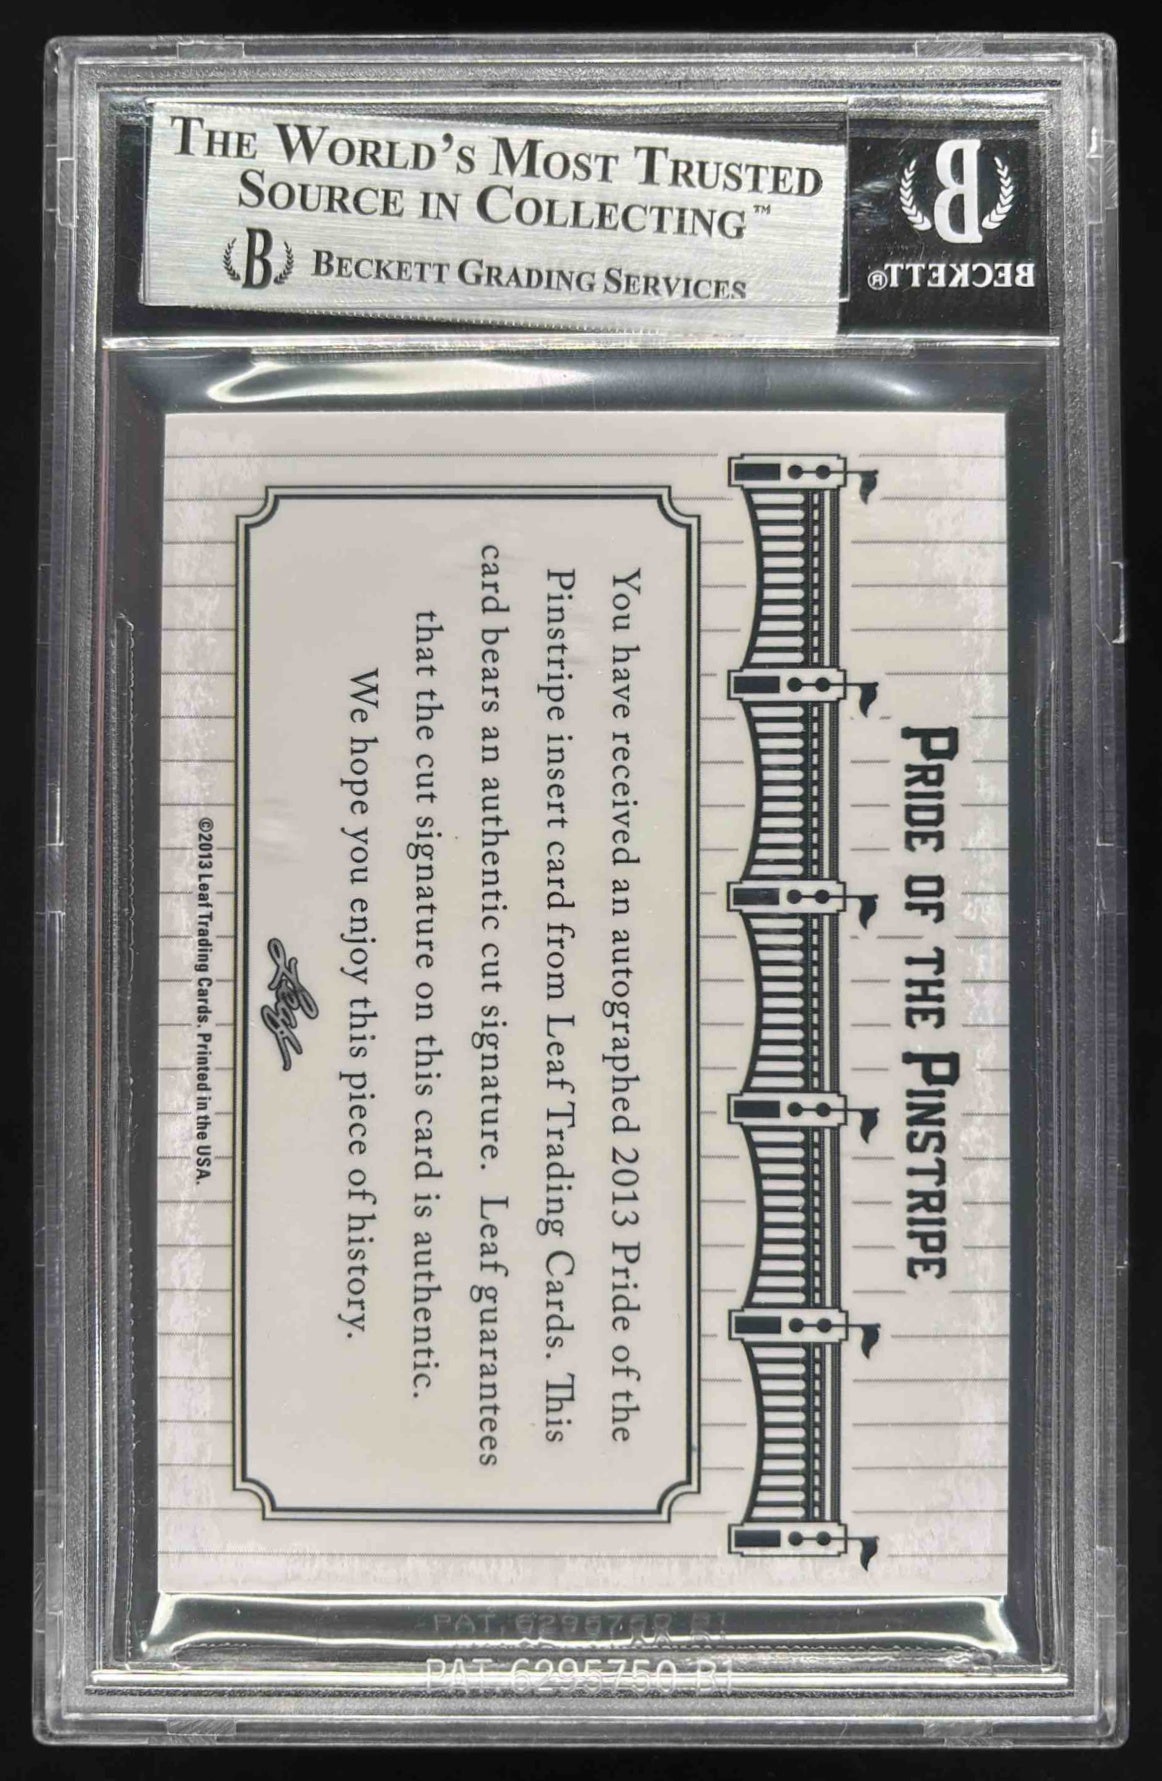 THE WORLD'S MOST TRUSTED
SOURCE IN COLLECTING™
B BECKETT GRADING SERVICES
B
BECKETT®
PRIDE OF THE PINSTRIPE
You have received an autographed 2013 Pride of the
Pinstripe insert card from Leaf Trading Cards. This
card bears an authentic cut signature. Leaf guarantees
that the cut signature on this card is authentic.
We hope you enjoy this piece of history.
Leaf
©2013 Leaf Trading Cards. Printed in the USA.
PAT. 6295750 B1